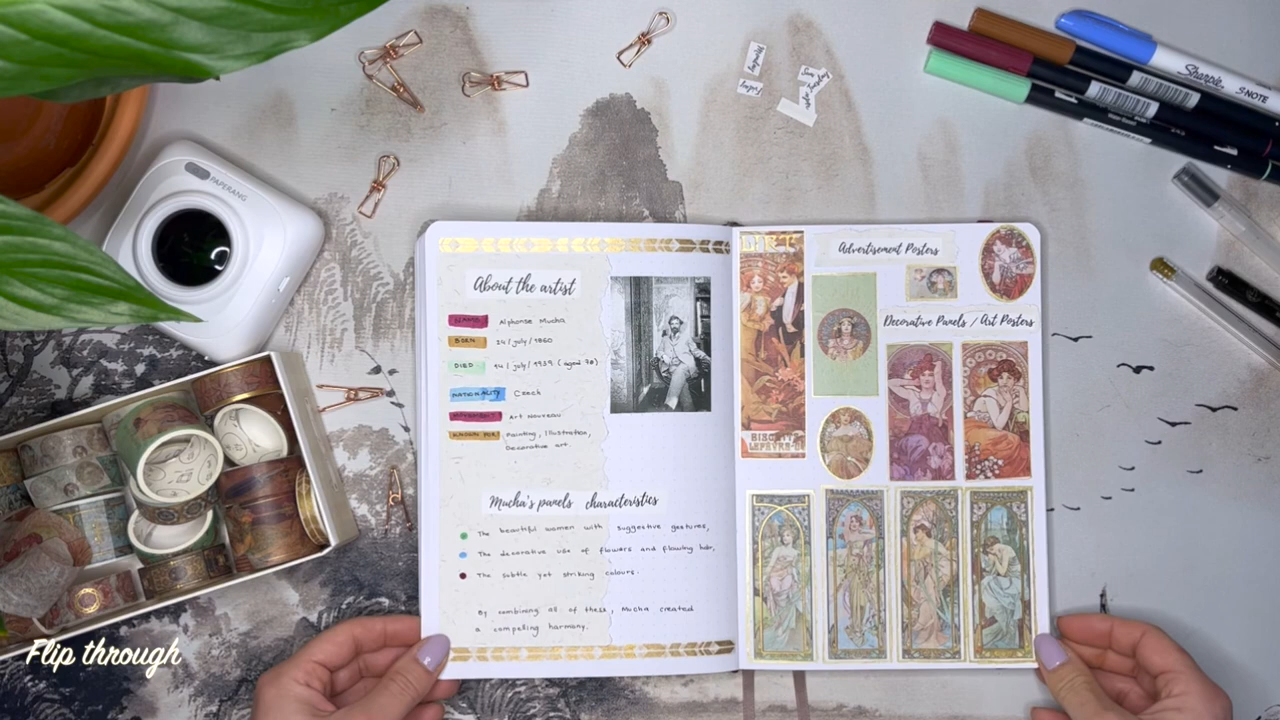 PAPERANG
Sharpie. S·NOTE
About the artist
NAME:
Alphonse Mucha
BORN
24/july/1860
DIED
14/july/1939 (aged 78)
NATIONALITY
Czech
MOVEMENT
Art Nouveau
KNOWN FOR:
Painting, Illustration,
Decorative art.
Mucha's panels characteristics
The beautiful women with suggestive gestures,
The decorative use of flowers and flowing hair,
The subtle yet striking colours.
By combining all of these, Mucha created
a compelling harmony.
Advertisement Posters
Decorative Panels / Art Posters
BISCUITS
LEFÈVRE-UTILE
Flip through